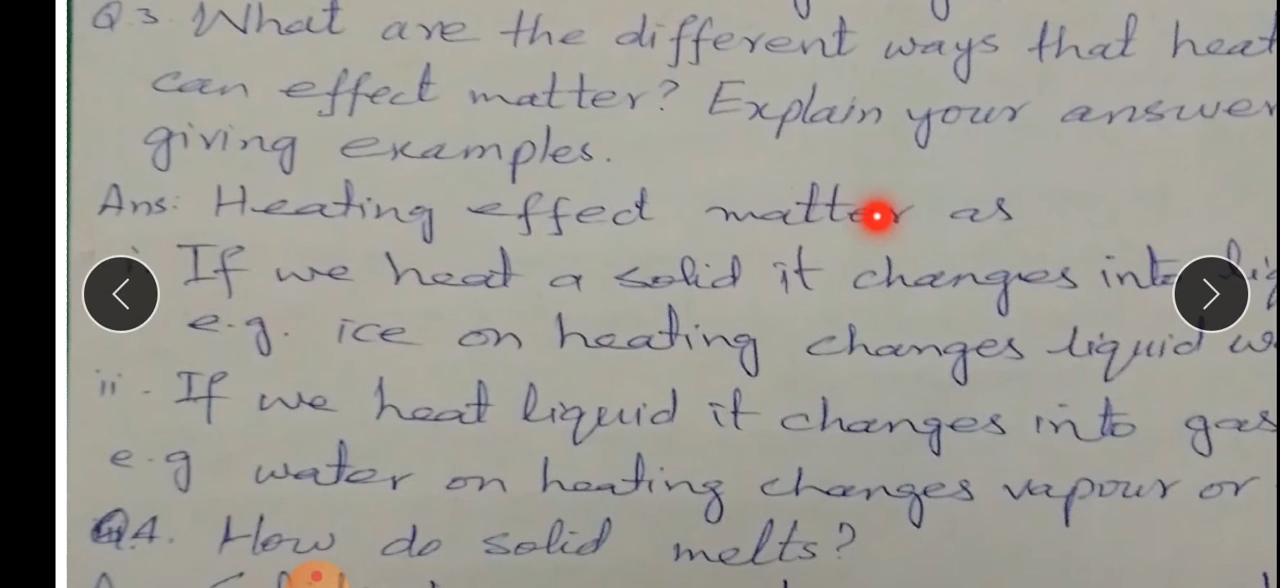 Q3. What are the different ways that heat
can effect matter? Explain your answer
giving examples.
Ans: Heating effect matter as
i. If we heat a solid it changes into
e.g. ice on heating changes liquid
ii - If we heat liquid it changes into gas
e.g water on heating changes vapour or
Q4. How do solid melts?